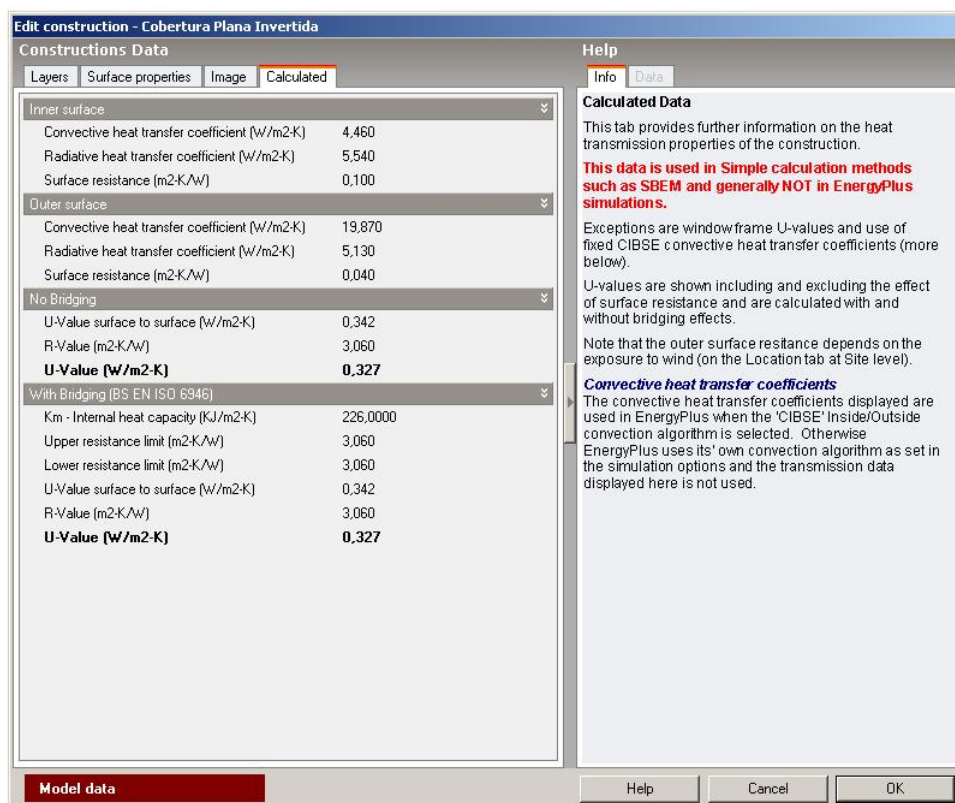 Edit construction - Cobertura Plana Invertida
Constructions Data
Layers Surface properties Image Calculated
Inner surface
Convective heat transfer coefficient (W/m2-K) 4,460
Radiative heat transfer coefficient (W/m2-K) 5,540
Surface resistance (m2-K/W) 0,100
Outer surface
Convective heat transfer coefficient (W/m2-K) 19,870
Radiative heat transfer coefficient (W/m2-K) 5,130
Surface resistance (m2-K/W) 0,040
No Bridging
U-Value surface to surface (W/m2-K) 0,342
R-Value (m2-K/W) 3,060
U-Value (W/m2-K) 0,327
With Bridging (BS EN ISO 6946)
Km - Internal heat capacity (KJ/m2-K) 226,0000
Upper resistance limit (m2-K/W) 3,060
Lower resistance limit (m2-K/W) 3,060
U-Value surface to surface (W/m2-K) 0,342
R-Value (m2-K/W) 3,060
U-Value (W/m2-K) 0,327
Model data
Help
Info Data
Calculated Data
This tab provides further information on the heat
transmission properties of the construction.
This data is used in Simple calculation methods
such as SBEM and generally NOT in EnergyPlus
simulations.
Exceptions are window frame U-values and use of
fixed CIBSE convective heat transfer coefficients (more
below).
U-values are shown including and excluding the effect
of surface resistance and are calculated with and
without bridging effects.
Note that the outer surface resitance depends on the
exposure to wind (on the Location tab at Site level).
Convective heat transfer coefficients
The convective heat transfer coefficients displayed are
used in EnergyPlus when the 'CIBSE' Inside/Outside
convection algorithm is selected. Otherwise
EnergyPlus uses its' own convection algorithm as set in
the simulation options and the transmission data
displayed here is not used.
Help Cancel OK